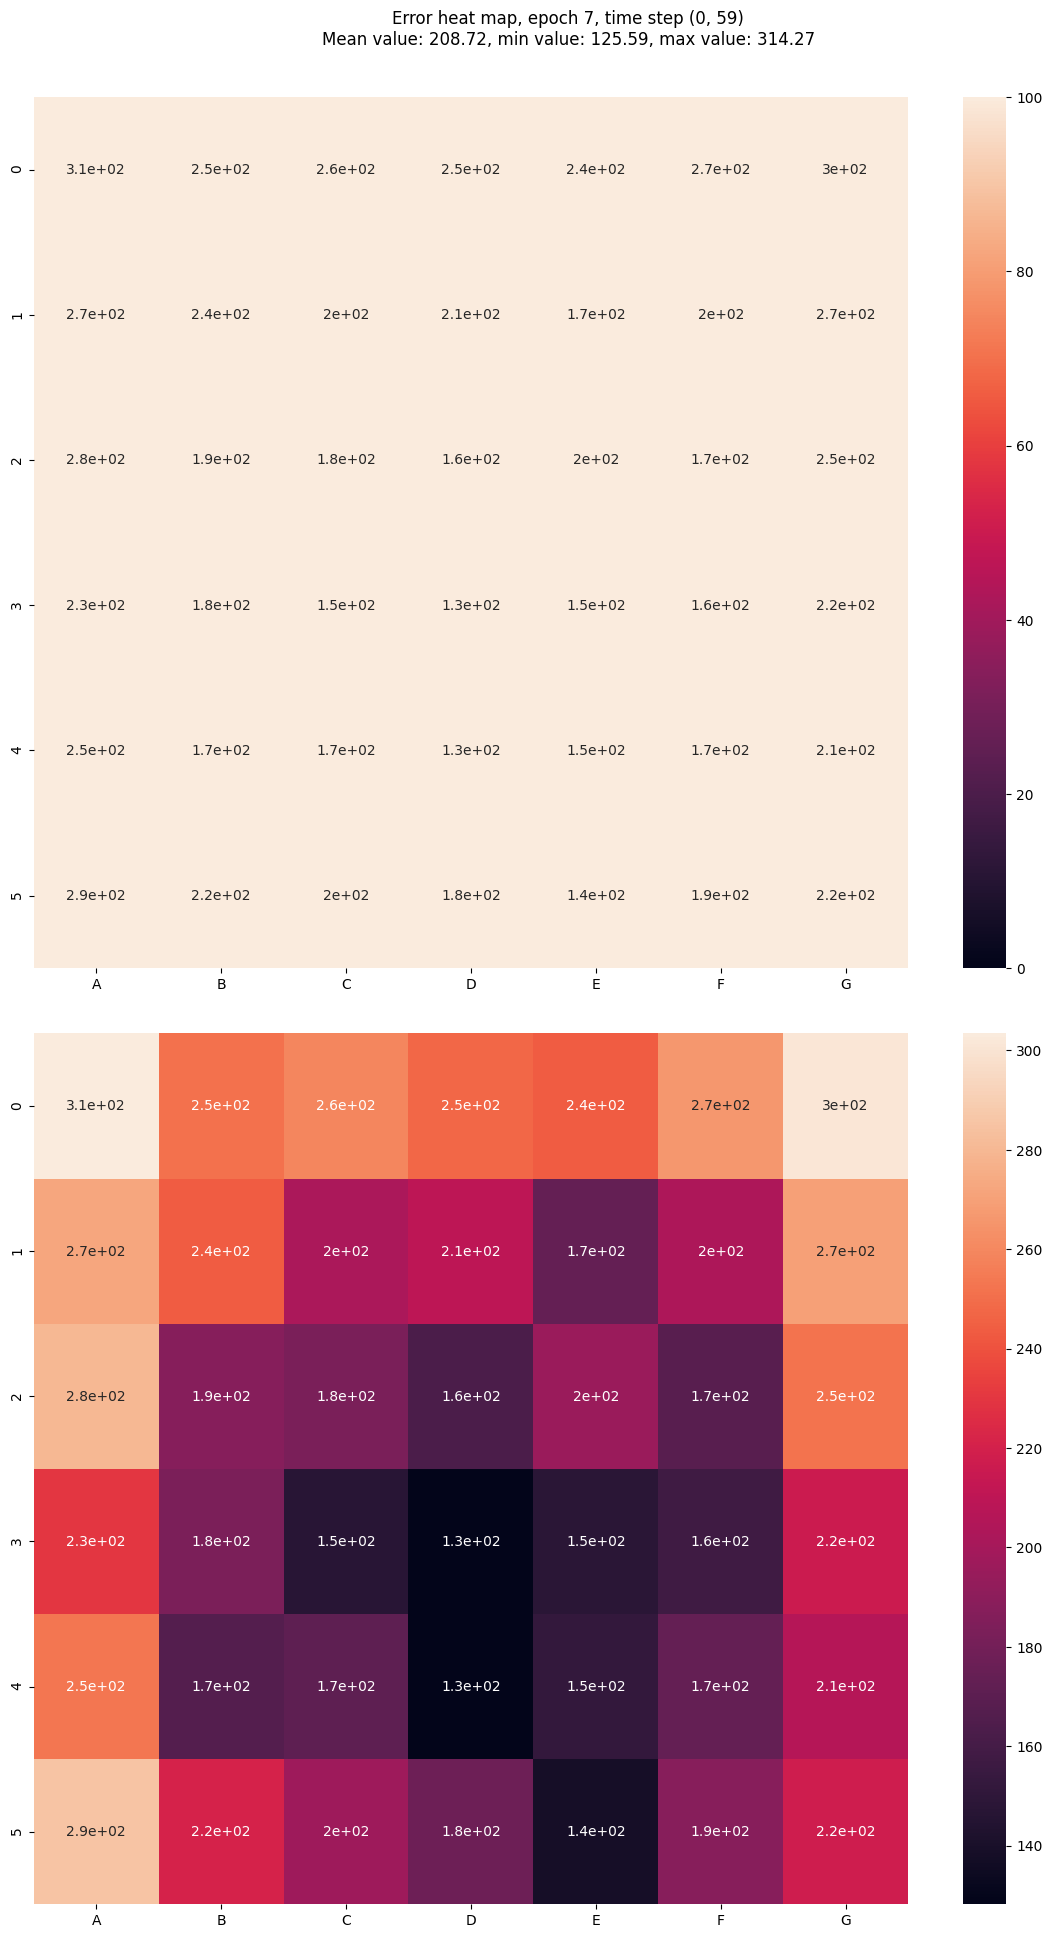 Error heat map, epoch 7, time step (0, 59)
Mean value: 208.72, min value: 125.59, max value: 314.27
100
0 3.1e+02 2.5e+02 2.6e+02 2.5e+02 2.4e+02 2.7e+02 3e+02
80
1 2.7e+02 2.4e+02 2e+02 2.1e+02 1.7e+02 2e+02 2.7e+02
60
2 2.8e+02 1.9e+02 1.8e+02 1.6e+02 2e+02 1.7e+02 2.5e+02
3 2.3e+02 1.8e+02 1.5e+02 1.3e+02 1.5e+02 1.6e+02 2.2e+02
40
4 2.5e+02 1.7e+02 1.7e+02 1.3e+02 1.5e+02 1.7e+02 2.1e+02
20
5 2.9e+02 2.2e+02 2e+02 1.8e+02 1.4e+02 1.9e+02 2.2e+02
0
A B C D E F G
300
0 3.1e+02 2.5e+02 2.6e+02 2.5e+02 2.4e+02 2.7e+02 3e+02
280
1 2.7e+02 2.4e+02 2e+02 2.1e+02 1.7e+02 2e+02 2.7e+02
260
240
2 2.8e+02 1.9e+02 1.8e+02 1.6e+02 2e+02 1.7e+02 2.5e+02
220
3 2.3e+02 1.8e+02 1.5e+02 1.3e+02 1.5e+02 1.6e+02 2.2e+02
200
180
4 2.5e+02 1.7e+02 1.7e+02 1.3e+02 1.5e+02 1.7e+02 2.1e+02
160
5 2.9e+02 2.2e+02 2e+02 1.8e+02 1.4e+02 1.9e+02 2.2e+02
140
A B C D E F G